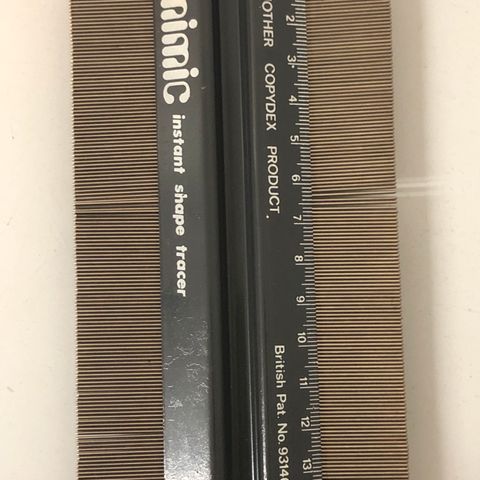 mimic instant shape tracer
OTHER COPYDEX PRODUCT.
2 3 4 5 6 7 8 9 10 11 12 13
British Pat. No.